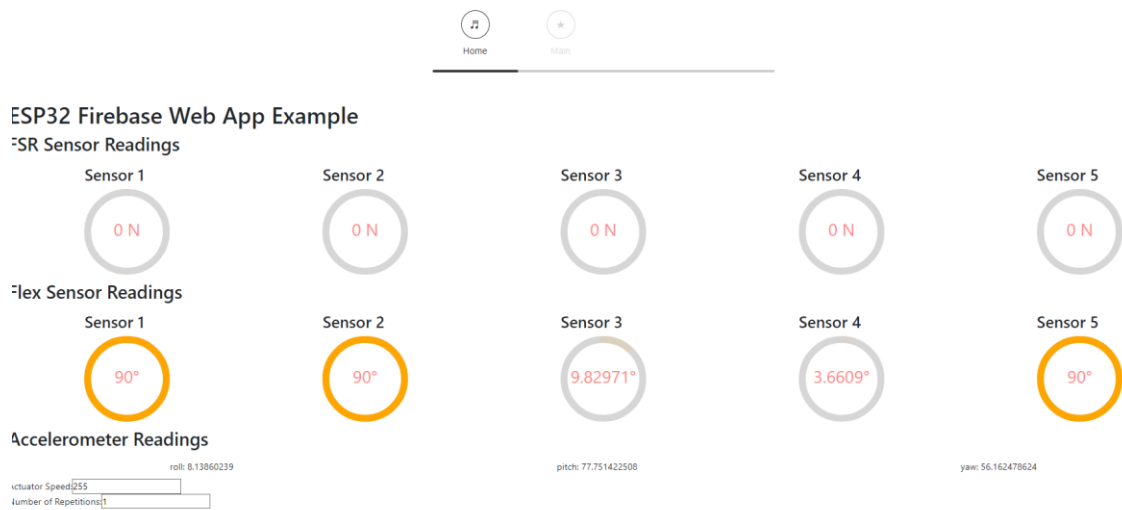 Home Main
ESP32 Firebase Web App Example
FSR Sensor Readings
Sensor 1 Sensor 2 Sensor 3 Sensor 4 Sensor 5
0 N 0 N 0 N 0 N 0 N
Flex Sensor Readings
Sensor 1 Sensor 2 Sensor 3 Sensor 4 Sensor 5
90° 90° 9.82971° 3.6609° 90°
Accelerometer Readings
roll: 8.13860239 pitch: 77.751422508 yaw: 56.162478624
Actuator Speed:255
Number of Repetitions:1